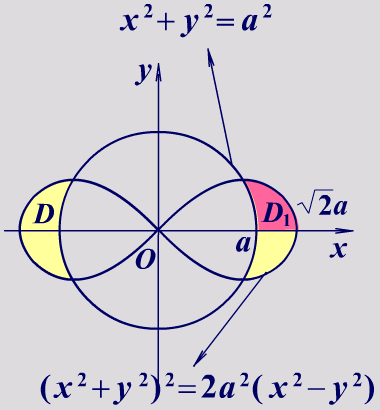 x² + y² = a²
y
D D₁ √2a
a x
O
(x² + y²)² = 2a²(x² − y²)